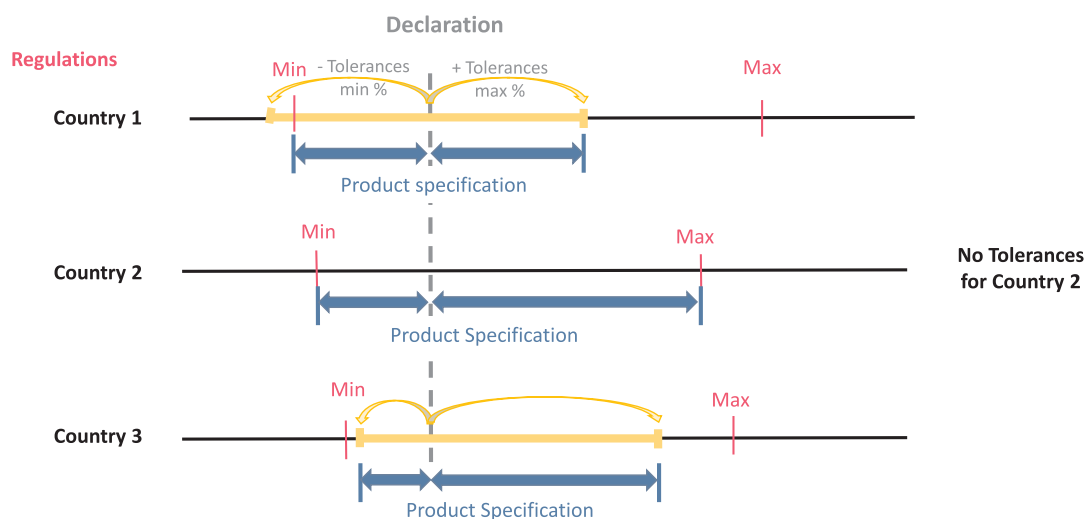 Declaration
Regulations
Min
- Tolerances
min %
+ Tolerances
max %
Max
Country 1
Product specification
Min
Max
Country 2
No Tolerances
for Country 2
Product Specification
Min
Max
Country 3
Product Specification